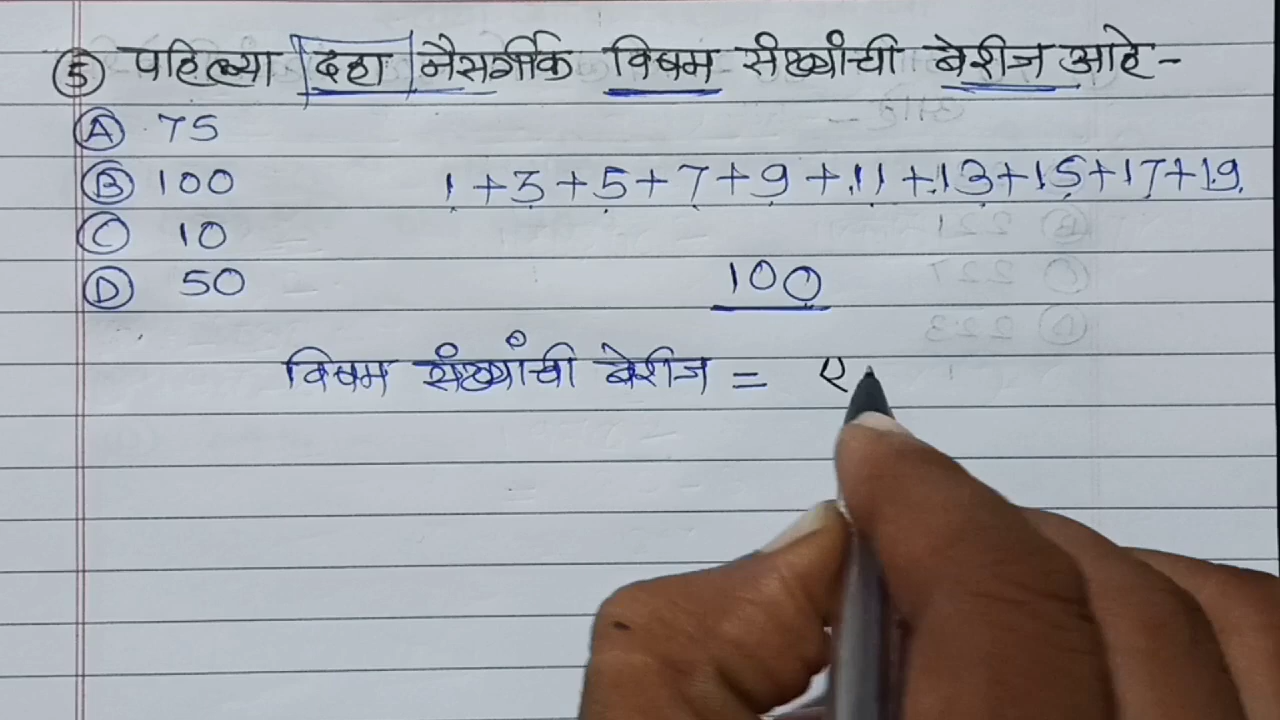 5 पहिल्या दहा नैसर्गीक विषम संख्यांची बेरीज आहे -
A 75
B 100
1 + 3 + 5 + 7 + 9 + 11 + 13 + 15 + 17 + 19
C 10
D 50
100
विषम संख्यांची बेरीज = ए